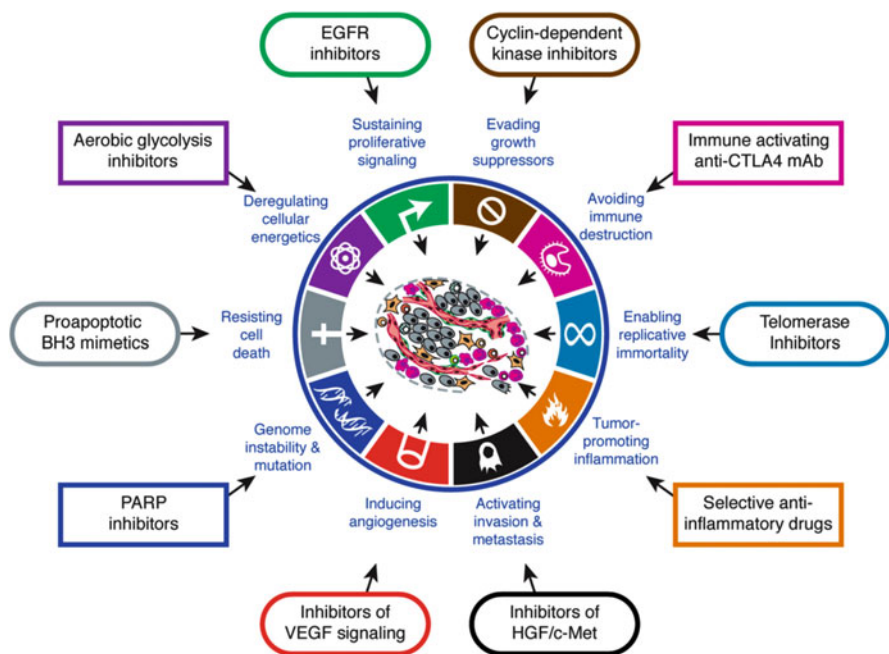 EGFR
inhibitors
Cyclin-dependent
kinase inhibitors
Sustaining
proliferative
signaling
Evading
growth
suppressors
Aerobic glycolysis
inhibitors
Immune activating
anti-CTLA4 mAb
Deregulating
cellular
energetics
Avoiding
immune
destruction
Proapoptotic
BH3 mimetics
Resisting
cell
death
Enabling
replicative
immortality
Telomerase
Inhibitors
Genome
instability &
mutation
Tumor-
promoting
inflammation
PARP
inhibitors
Inducing
angiogenesis
Activating
invasion &
metastasis
Selective anti-
inflammatory drugs
Inhibitors of
VEGF signaling
Inhibitors of
HGF/c-Met